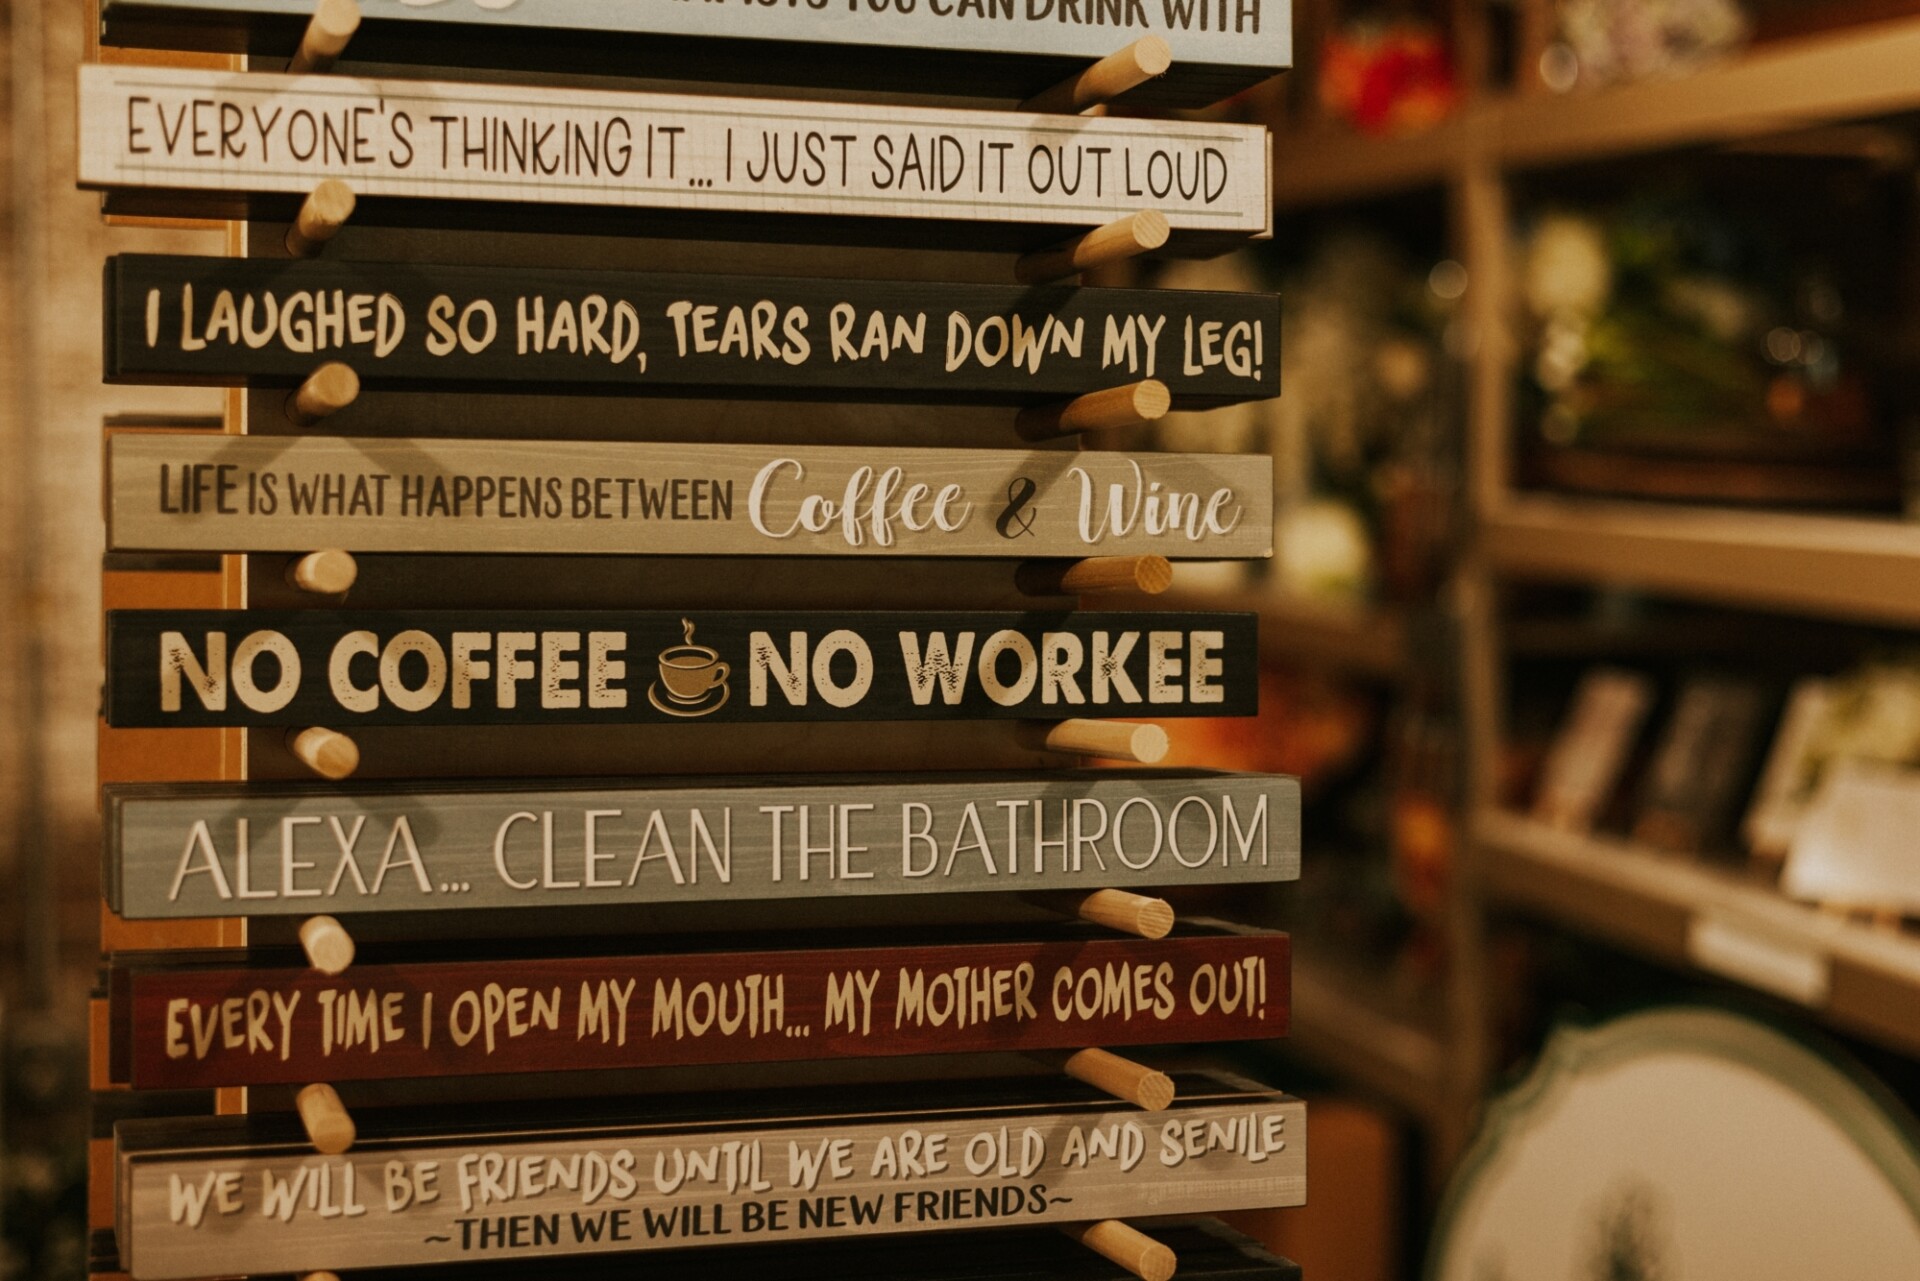 YOU CAN DRINK WITH
EVERYONE'S THINKING IT... I JUST SAID IT OUT LOUD
I LAUGHED SO HARD, TEARS RAN DOWN MY LEG!
LIFE IS WHAT HAPPENS BETWEEN Coffee & Wine
NO COFFEE NO WORKEE
ALEXA... CLEAN THE BATHROOM
EVERY TIME I OPEN MY MOUTH... MY MOTHER COMES OUT!
WE WILL BE FRIENDS UNTIL WE ARE OLD AND SENILE
~THEN WE WILL BE NEW FRIENDS~